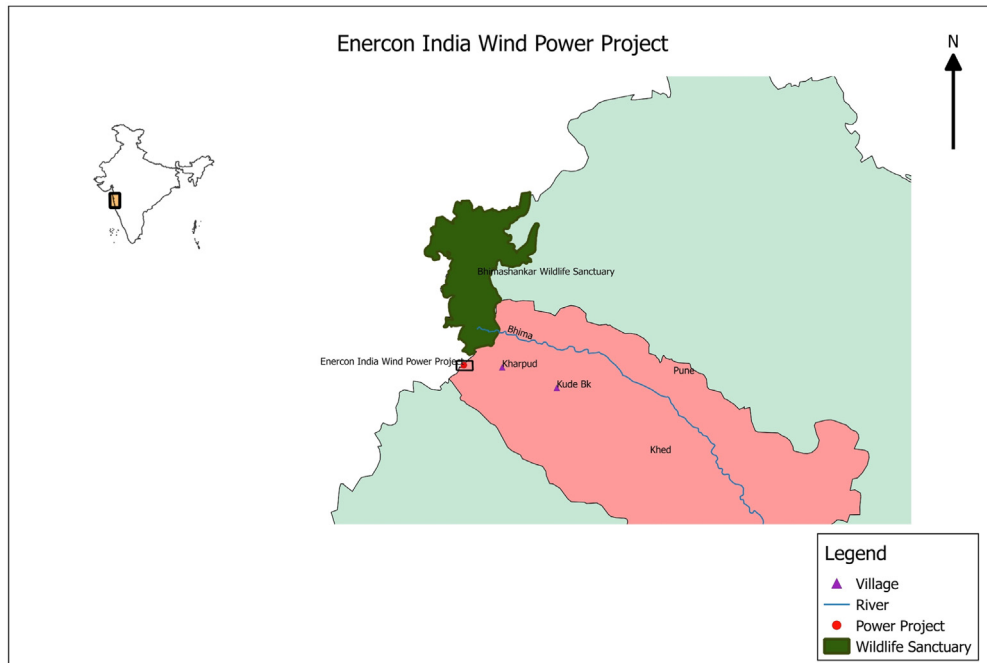 Enercon India Wind Power Project
N
Bhimashankar Wildlife Sanctuary
Bhima
Enercon India Wind Power Project
Kharpud
Pune
Kude Bk
Khed
Legend
Village
River
Power Project
Wildlife Sanctuary